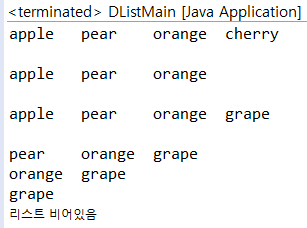 <terminated> DListMain [Java Application]
apple pear orange cherry
apple pear orange
apple pear orange grape
pear orange grape
orange grape
grape
리스트 비어있음